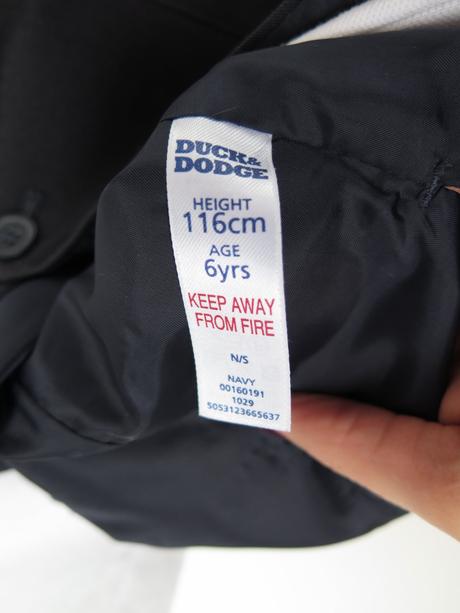 DUCK&
DODGE
HEIGHT
116cm
AGE
6yrs
KEEP AWAY
FROM FIRE
N/S
NAVY
00160191
1029
5053123665637